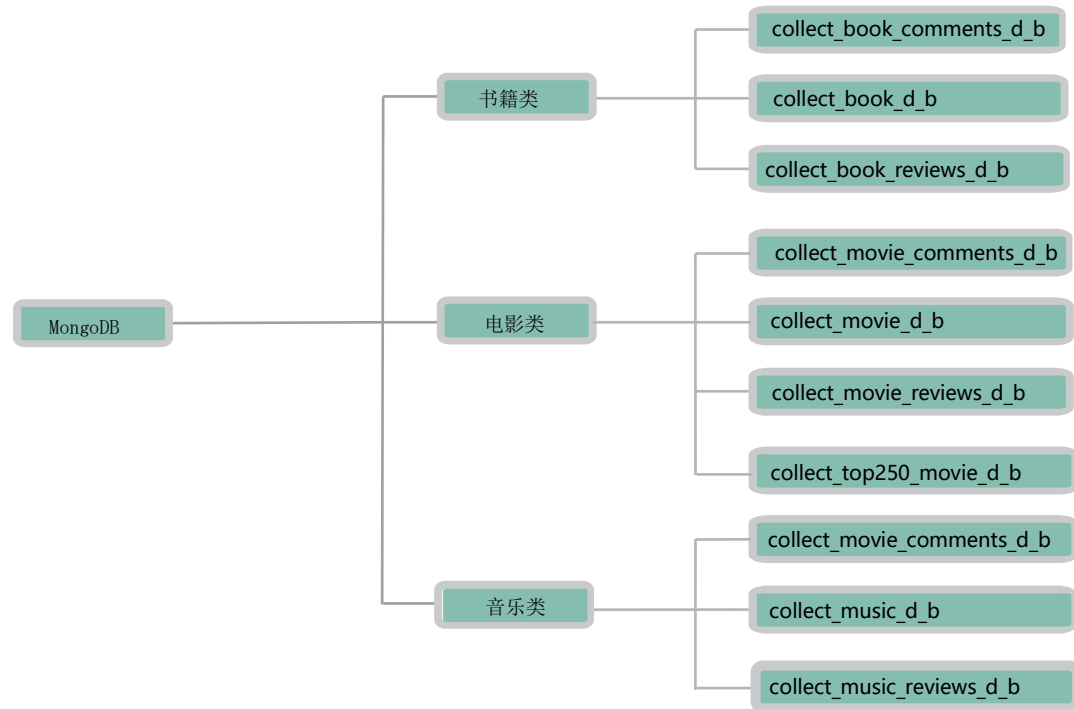 MongoDB
书籍类
collect_book_comments_d_b
collect_book_d_b
collect_book_reviews_d_b
电影类
collect_movie_comments_d_b
collect_movie_d_b
collect_movie_reviews_d_b
collect_top250_movie_d_b
音乐类
collect_movie_comments_d_b
collect_music_d_b
collect_music_reviews_d_b